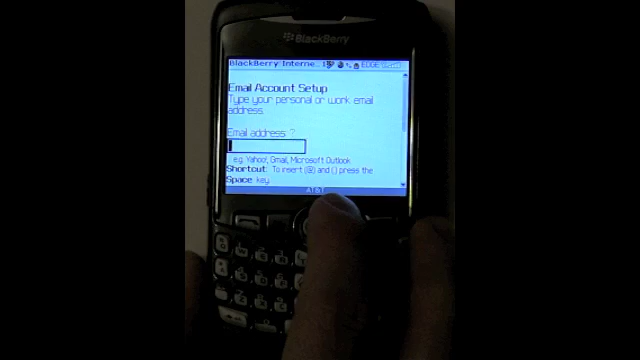 BlackBerry
BlackBerry Interne..
EDGE
Email Account Setup
Type your personal or work email
address.
Email address: ?
e.g. Yahoo!, Gmail, Microsoft Outlook
Shortcut: To insert (@) and (.) press the
Space key.
AT&T